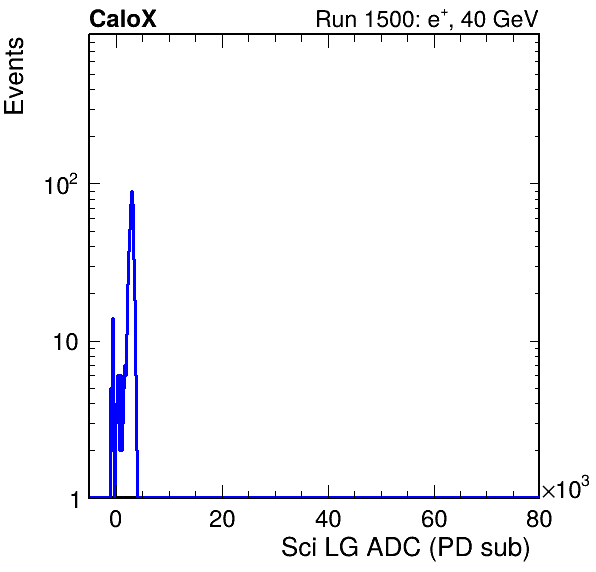 CaloX Run 1500: e⁺, 40 GeV
Events
10²
10
1
0 20 40 60 80
×10³
Sci LG ADC (PD sub)